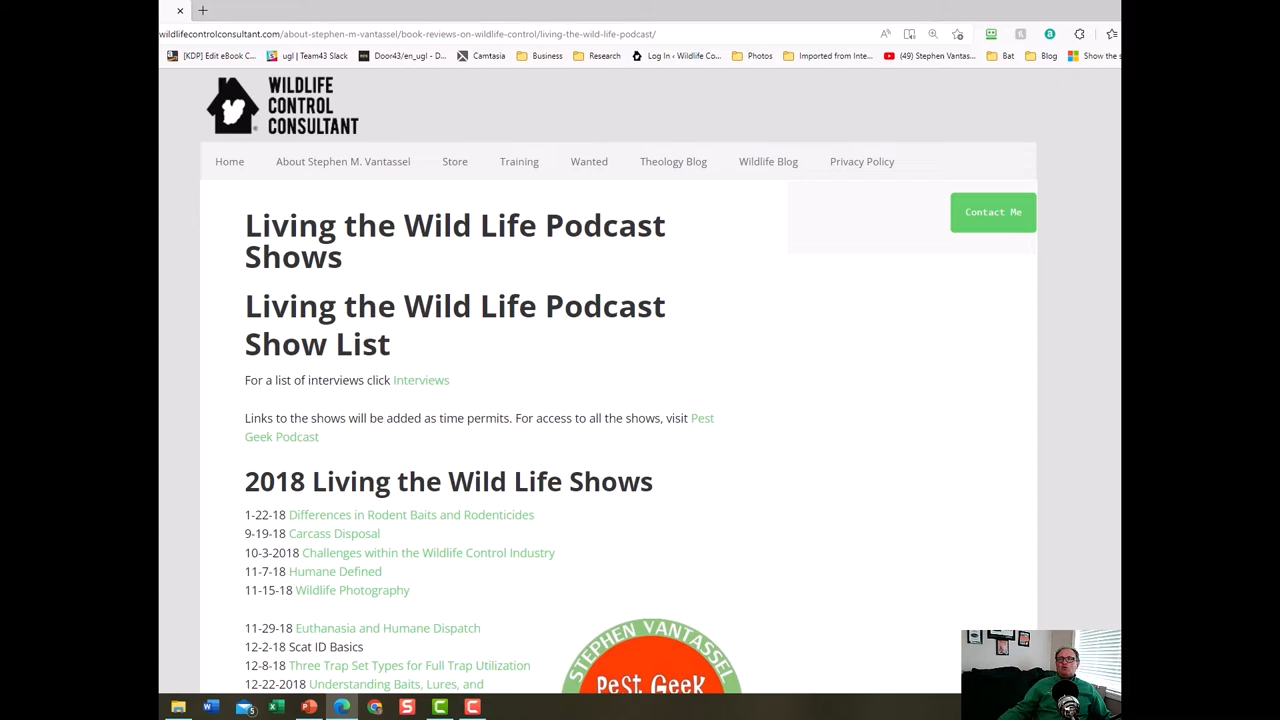 wildlifecontrolconsultant.com/about-stephen-m-vantassel/book-reviews-on-wildlife-control/living-the-wild-life-podcast/
[KDP] Edit eBook C... ugl | Team43 Slack Door43/en_ugl - D... Camtasia Business Research Log In ‹ Wildlife Co... Photos Imported from Inte... (49) Stephen Vantas... Bat Blog Show the s
WILDLIFE
CONTROL
CONSULTANT
Home About Stephen M. Vantassel Store Training Wanted Theology Blog Wildlife Blog Privacy Policy
Contact Me
Living the Wild Life Podcast
Shows
Living the Wild Life Podcast
Show List
For a list of interviews click Interviews
Links to the shows will be added as time permits. For access to all the shows, visit Pest
Geek Podcast
2018 Living the Wild Life Shows
1-22-18 Differences in Rodent Baits and Rodenticides
9-19-18 Carcass Disposal
10-3-2018 Challenges within the Wildlife Control Industry
11-7-18 Humane Defined
11-15-18 Wildlife Photography
11-29-18 Euthanasia and Humane Dispatch
12-2-18 Scat ID Basics
12-8-18 Three Trap Set Types for Full Trap Utilization
12-22-2018 Understanding Baits, Lures, and
STEPHEN VANTASSEL
PeST GeeK